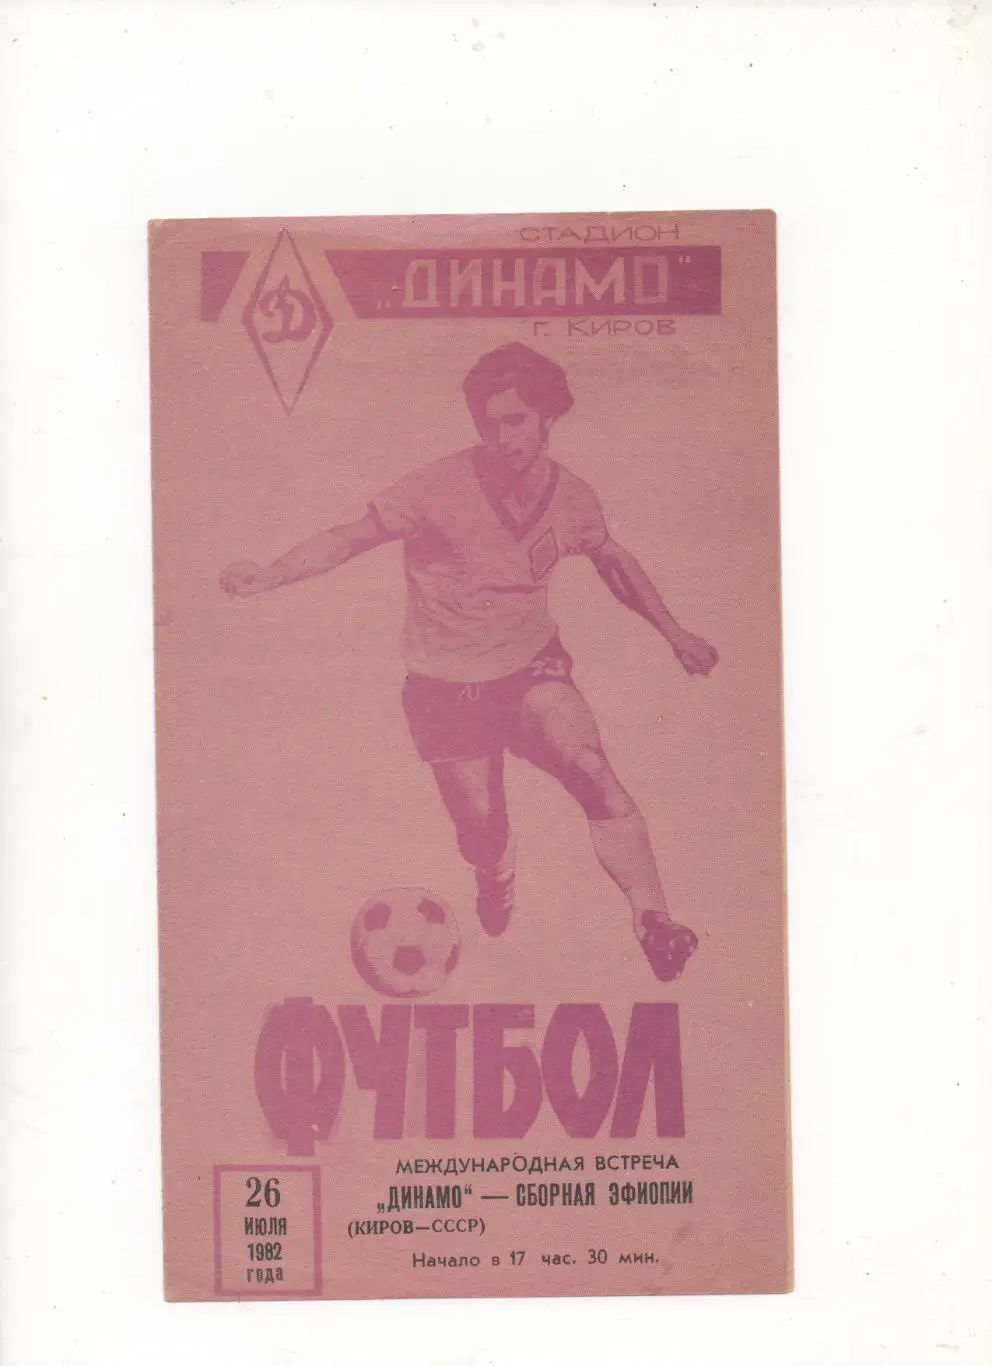 СТАДИОН
„ДИНАМО"
Г. КИРОВ
Д
ФУТБОЛ
26
ИЮЛЯ
1982
года
МЕЖДУНАРОДНАЯ ВСТРЕЧА
„ДИНАМО" — СБОРНАЯ ЭФИОПИИ
(КИРОВ—СССР)
Начало в 17 час. 30 мин.